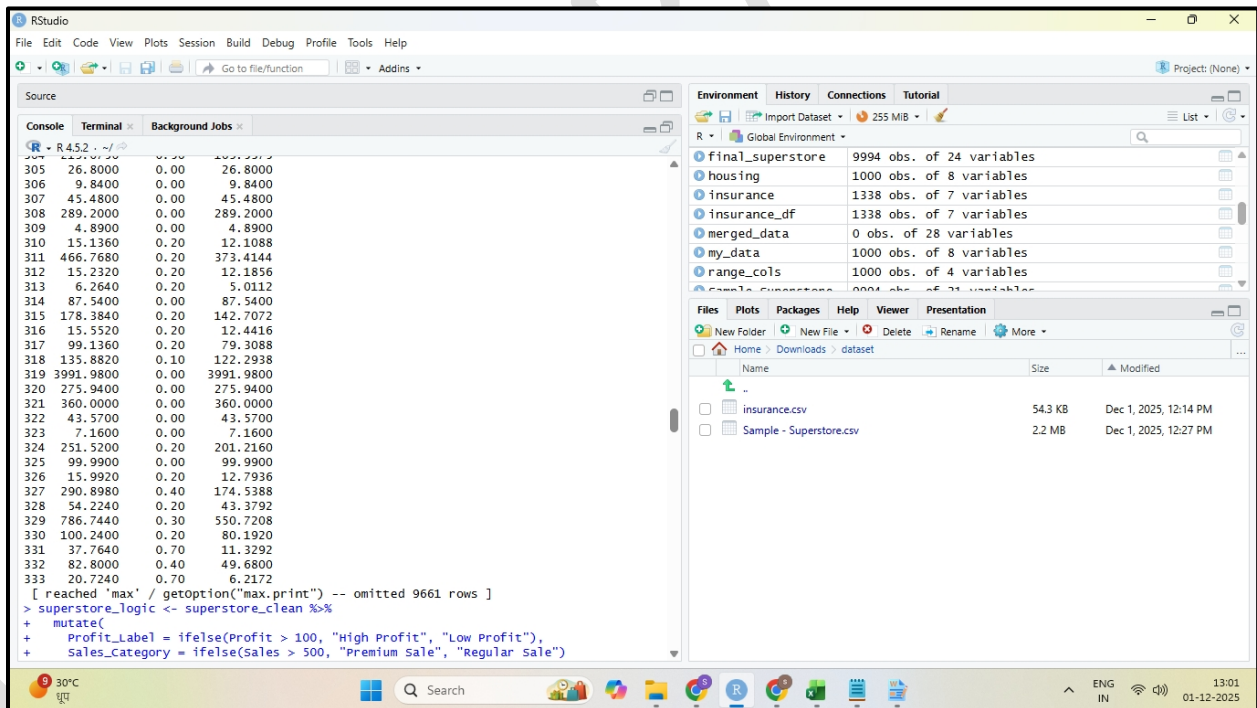 RStudio
File Edit Code View Plots Session Build Debug Profile Tools Help
Go to file/function Addins Project: (None)
Source
Console Terminal Background Jobs
R 4.5.2 · ~/
305 26.8000 0.00 26.8000
306 9.8400 0.00 9.8400
307 45.4800 0.00 45.4800
308 289.2000 0.00 289.2000
309 4.8900 0.00 4.8900
310 15.1360 0.20 12.1088
311 466.7680 0.20 373.4144
312 15.2320 0.20 12.1856
313 6.2640 0.20 5.0112
314 87.5400 0.00 87.5400
315 178.3840 0.20 142.7072
316 15.5520 0.20 12.4416
317 99.1360 0.20 79.3088
318 135.8820 0.10 122.2938
319 3991.9800 0.00 3991.9800
320 275.9400 0.00 275.9400
321 360.0000 0.00 360.0000
322 43.5700 0.00 43.5700
323 7.1600 0.00 7.1600
324 251.5200 0.20 201.2160
325 99.9900 0.00 99.9900
326 15.9920 0.20 12.7936
327 290.8980 0.40 174.5388
328 54.2240 0.20 43.3792
329 786.7440 0.30 550.7208
330 100.2400 0.20 80.1920
331 37.7640 0.70 11.3292
332 82.8000 0.40 49.6800
333 20.7240 0.70 6.2172
[ reached 'max' / getOption("max.print") -- omitted 9661 rows ]
> superstore_logic <- superstore_clean %>%
+ mutate(
+ Profit_Label = ifelse(Profit > 100, "High Profit", "Low Profit"),
+ Sales_Category = ifelse(Sales > 500, "Premium Sale", "Regular Sale")
Environment History Connections Tutorial
Import Dataset 255 MiB List
R Global Environment
final_superstore 9994 obs. of 24 variables
housing 1000 obs. of 8 variables
insurance 1338 obs. of 7 variables
insurance_df 1338 obs. of 7 variables
merged_data 0 obs. of 28 variables
my_data 1000 obs. of 8 variables
range_cols 1000 obs. of 4 variables
Files Plots Packages Help Viewer Presentation
New Folder New File Delete Rename More
Home Downloads dataset
Name Size Modified
..
insurance.csv 54.3 KB Dec 1, 2025, 12:14 PM
Sample - Superstore.csv 2.2 MB Dec 1, 2025, 12:27 PM
9 30°C
धूप
Search
ENG
IN
13:01
01-12-2025